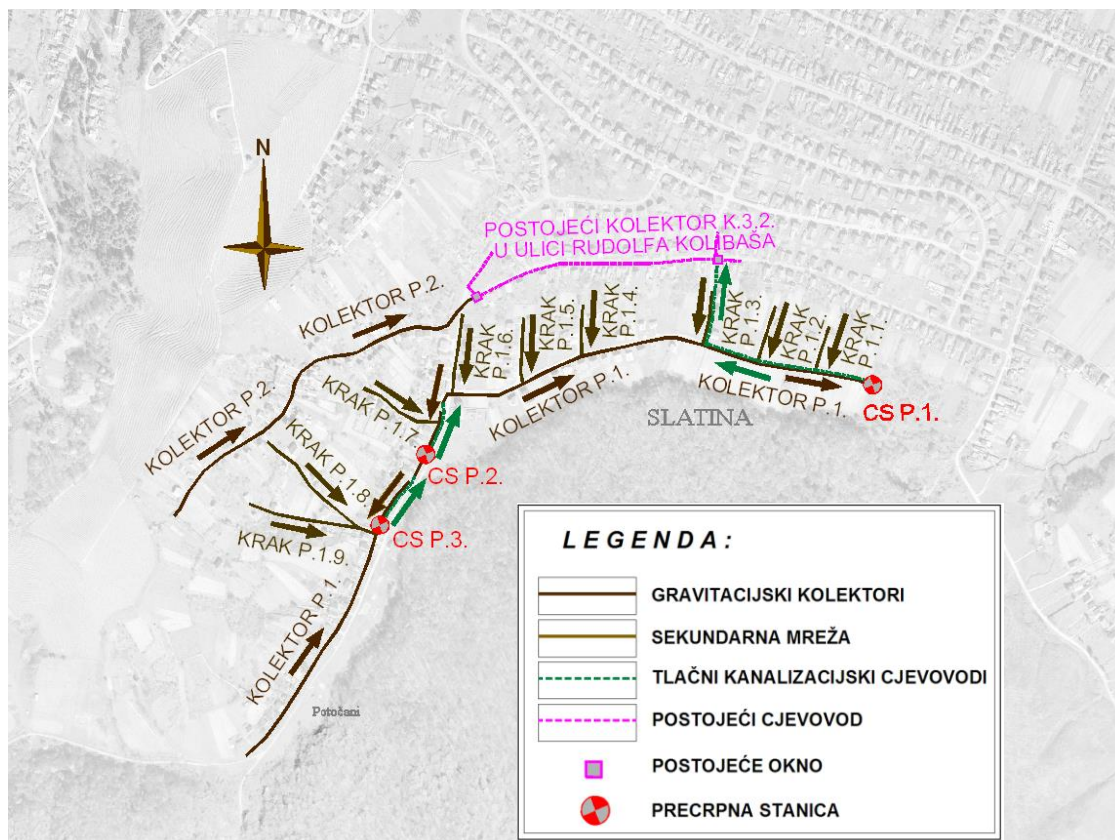 N
POSTOJEĆI KOLEKTOR K.3.2.
U ULICI RUDOLFA KOLIBAŠA
KOLEKTOR P.2.
KOLEKTOR P.2.
KRAK
P.1.6.
KRAK
P.1.5.
KRAK
P.1.4.
KRAK
P.1.3.
KRAK
P.1.2.
KRAK
P.1.1.
KOLEKTOR P.1.
KOLEKTOR P.1.
CS P.1.
SLATINA
KRAK P.1.7.
CS P.2.
KRAK P.1.8.
CS P.3.
KRAK P.1.9.
KOLEKTOR P.1.
Potočani
LEGENDA:
GRAVITACIJSKI KOLEKTORI
SEKUNDARNA MREŽA
TLAČNI KANALIZACIJSKI CJEVOVODI
POSTOJEĆI CJEVOVOD
POSTOJEĆE OKNO
PRECRPNA STANICA